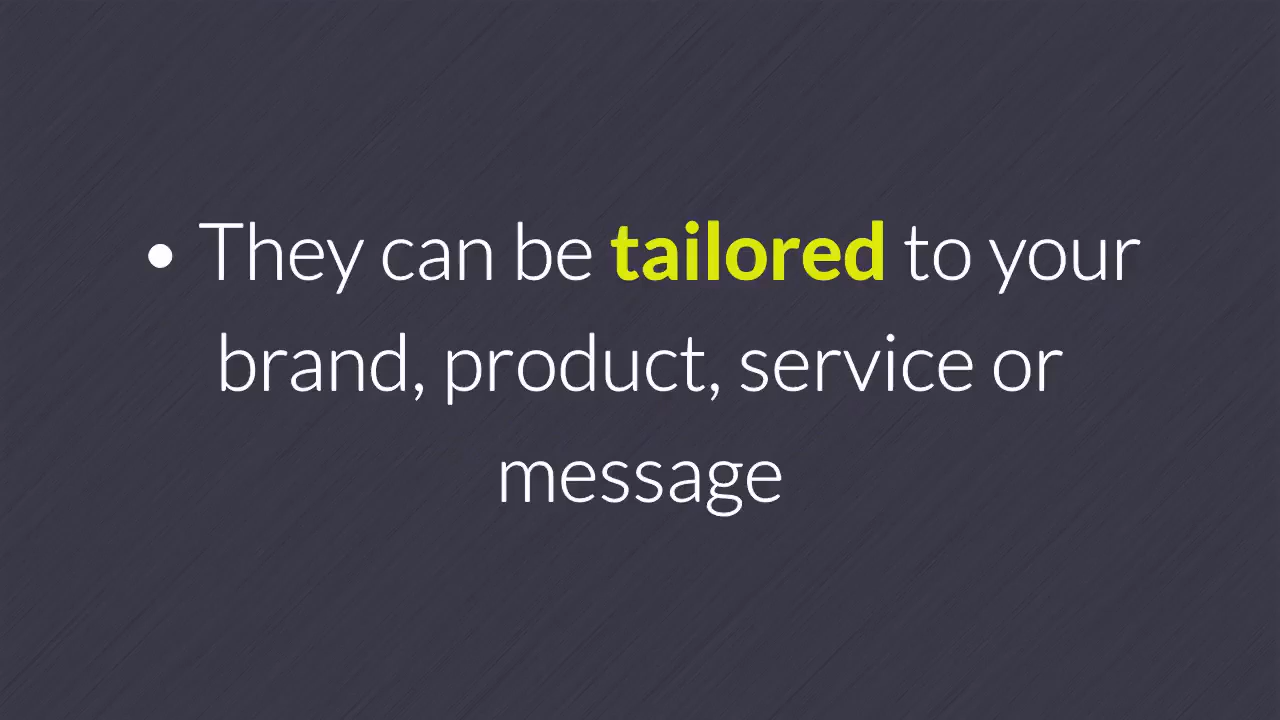 • They can be tailored to your
brand, product, service or
message